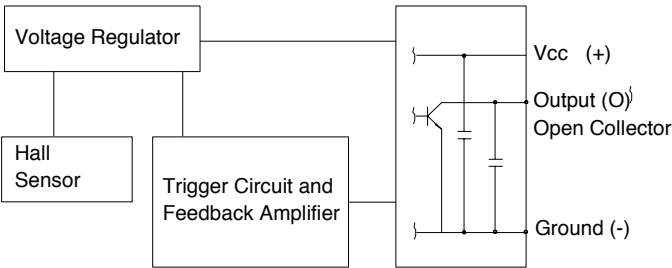 Voltage Regulator
Hall
Sensor
Trigger Circuit and
Feedback Amplifier
Vcc (+)
Output (O)
Open Collector
Ground (-)